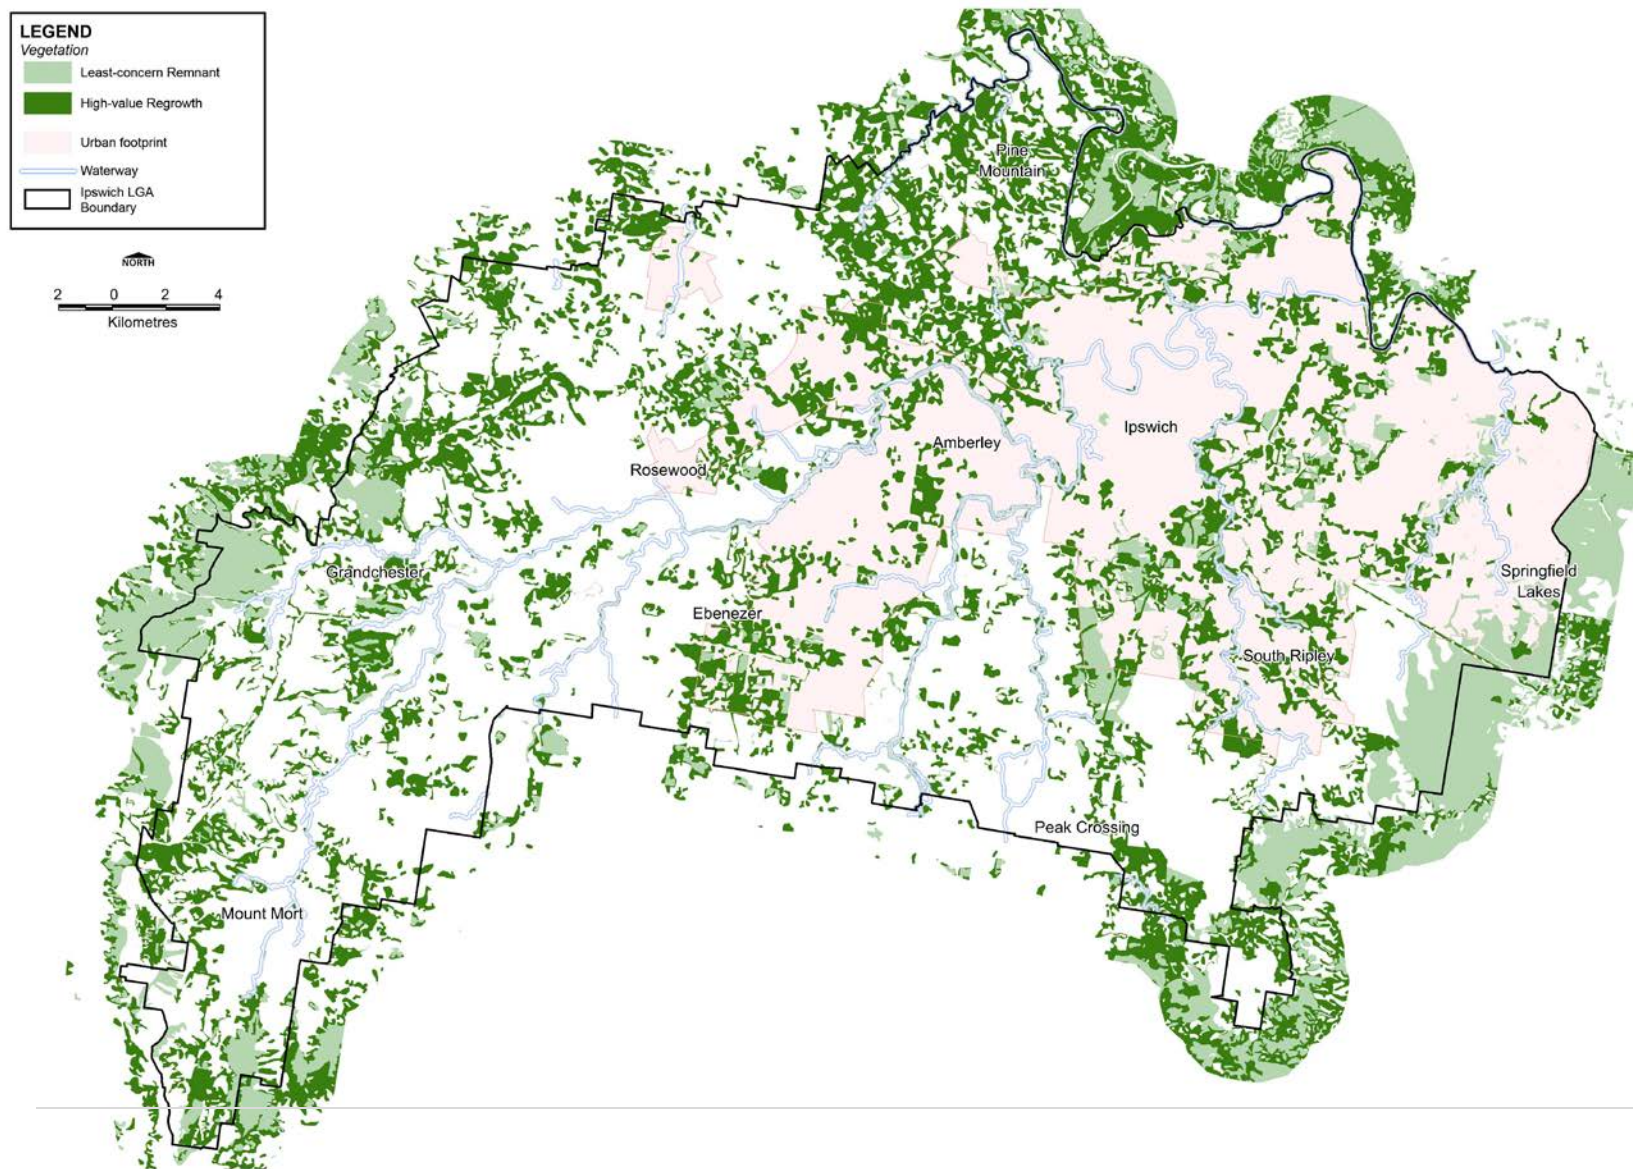 LEGEND
Vegetation
Least-concern Remnant
High-value Regrowth
Urban footprint
Waterway
Ipswich LGA
Boundary
NORTH
2 0 2 4
Kilometres
Pine
Mountain
Ipswich
Amberley
Rosewood
Grandchester
Springfield
Lakes
Ebenezer
South Ripley
Peak Crossing
Mount Mort